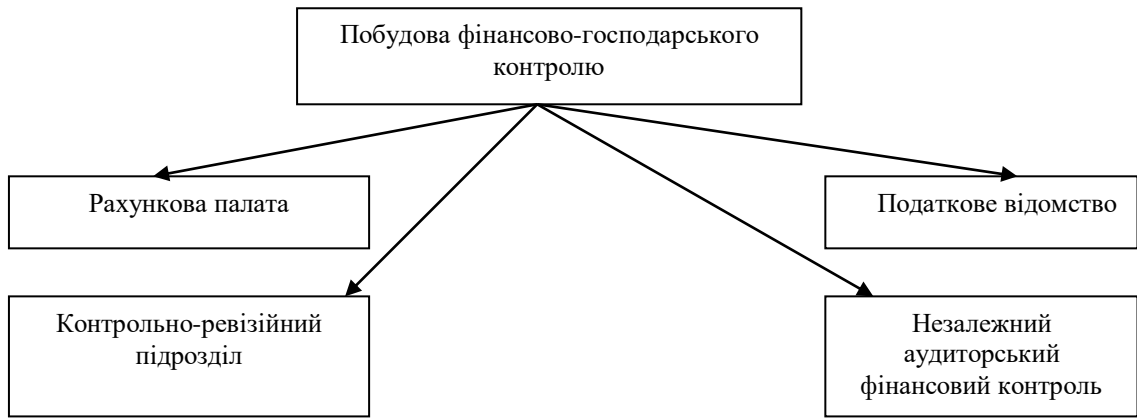 Побудова фінансово-господарського
контролю
Рахункова палата
Податкове відомство
Контрольно-ревізійний
підрозділ
Незалежний
аудиторський
фінансовий контроль